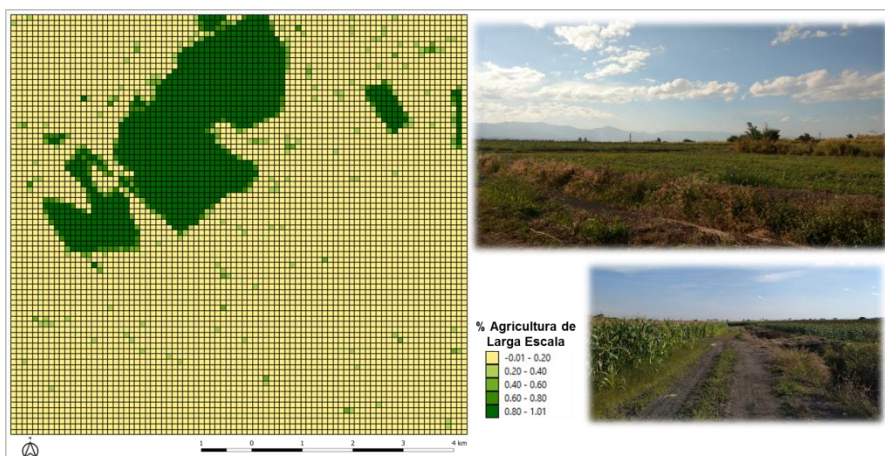 % Agricultura de
Larga Escala
-0.01 - 0.20
0.20 - 0.40
0.40 - 0.60
0.60 - 0.80
0.80 - 1.01
1 0 1 2 3 4 km